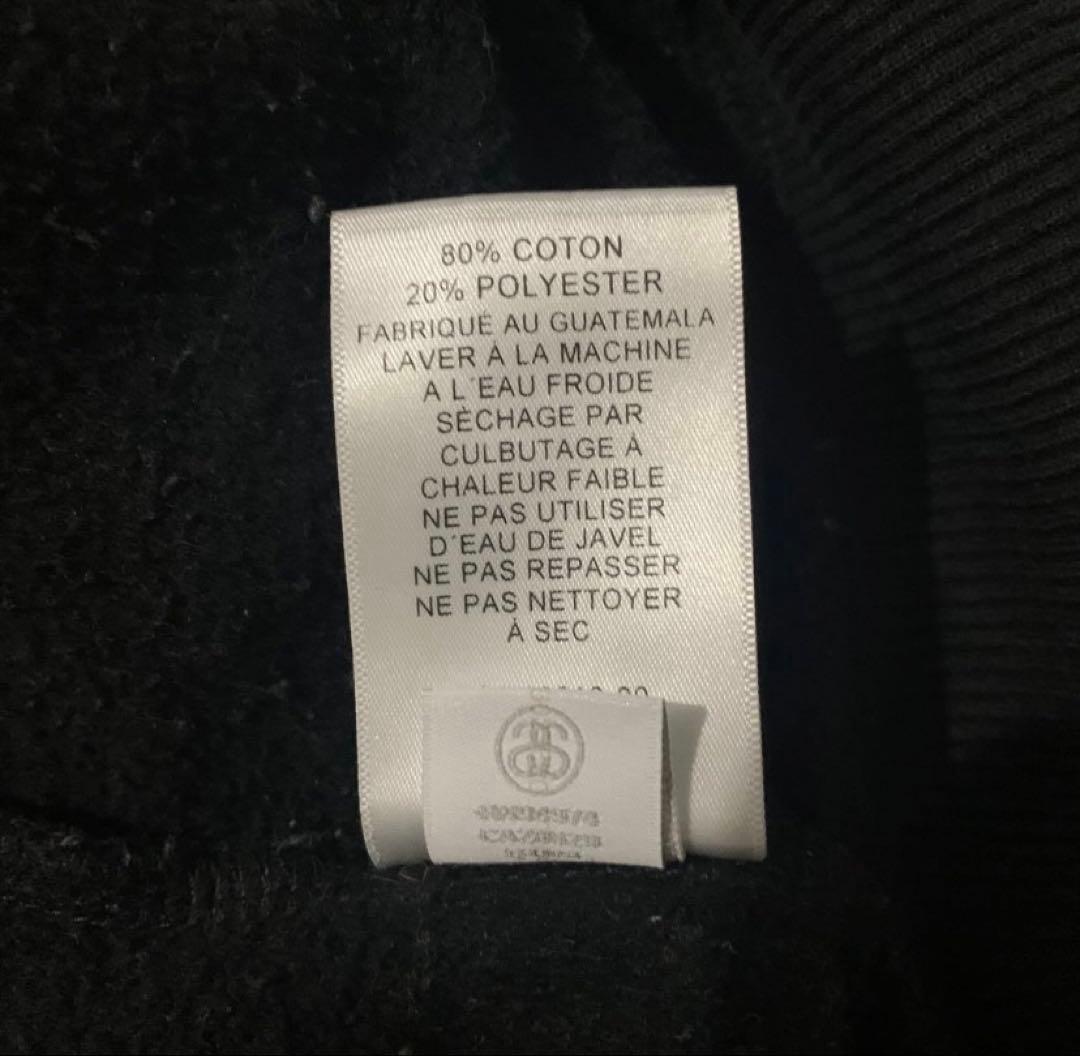 80% COTON
20% POLYESTER
FABRIQUÉ AU GUATEMALA
LAVER À LA MACHINE
A L'EAU FROIDE
SÈCHAGE PAR
CULBUTAGE À
CHALEUR FAIBLE
NE PAS UTILISER
D'EAU DE JAVEL
NE PAS REPASSER
NE PAS NETTOYER
À SEC